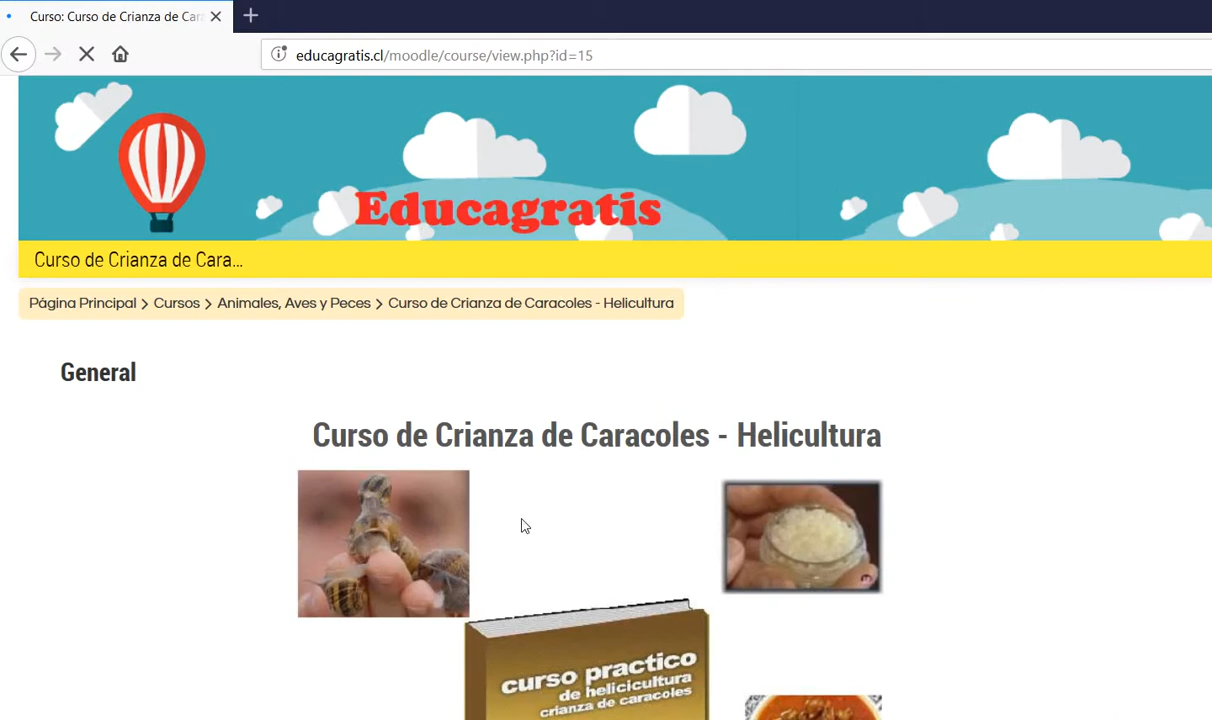 Curso: Curso de Crianza de Cara
educagratis.cl/moodle/course/view.php?id=15
Educagratis
Curso de Crianza de Cara...
Página Principal > Cursos > Animales, Aves y Peces > Curso de Crianza de Caracoles - Helicultura
General
Curso de Crianza de Caracoles - Helicultura
curso practico
de helicicultura
crianza de caracoles